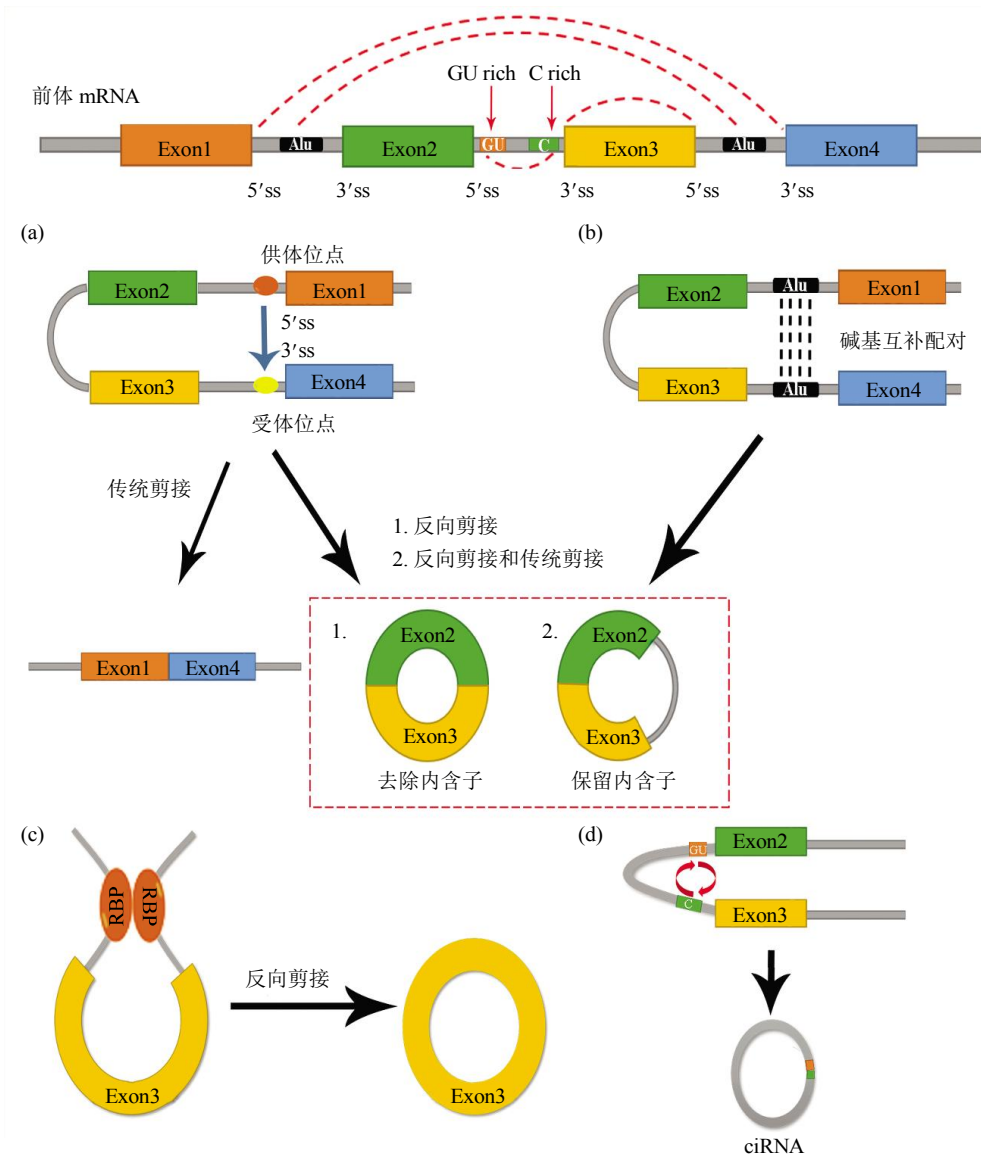 GU rich C rich
前体 mRNA
Exon1 Alu Exon2 GU C Exon3 Alu Exon4
5′ss 3′ss 5′ss 3′ss 5′ss 3′ss
(a)
供体位点
Exon2 Exon1
5′ss
3′ss
Exon3 Exon4
受体位点
(b)
Exon2 Alu Exon1
碱基互补配对
Exon3 Alu Exon4
传统剪接
1. 反向剪接
2. 反向剪接和传统剪接
Exon1 Exon4
1. Exon2
Exon3
去除内含子
2. Exon2
Exon3
保留内含子
(c)
RBP RBP
Exon3
反向剪接
Exon3
(d)
GU Exon2
C Exon3
ciRNA